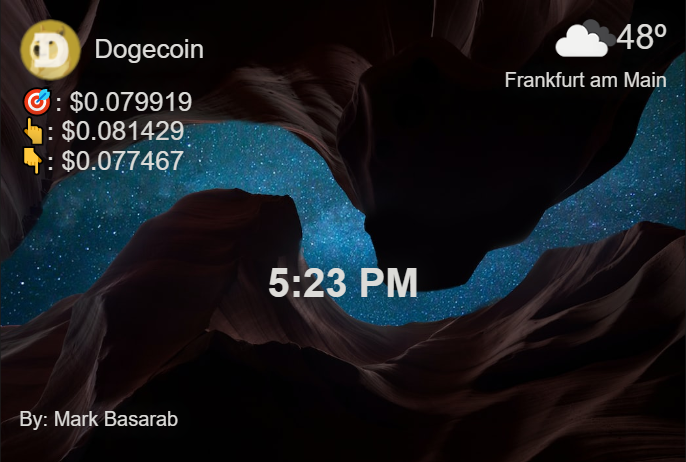 Dogecoin
48º
Frankfurt am Main
🎯: $0.079919
👆: $0.081429
👇: $0.077467
5:23 PM
By: Mark Basarab